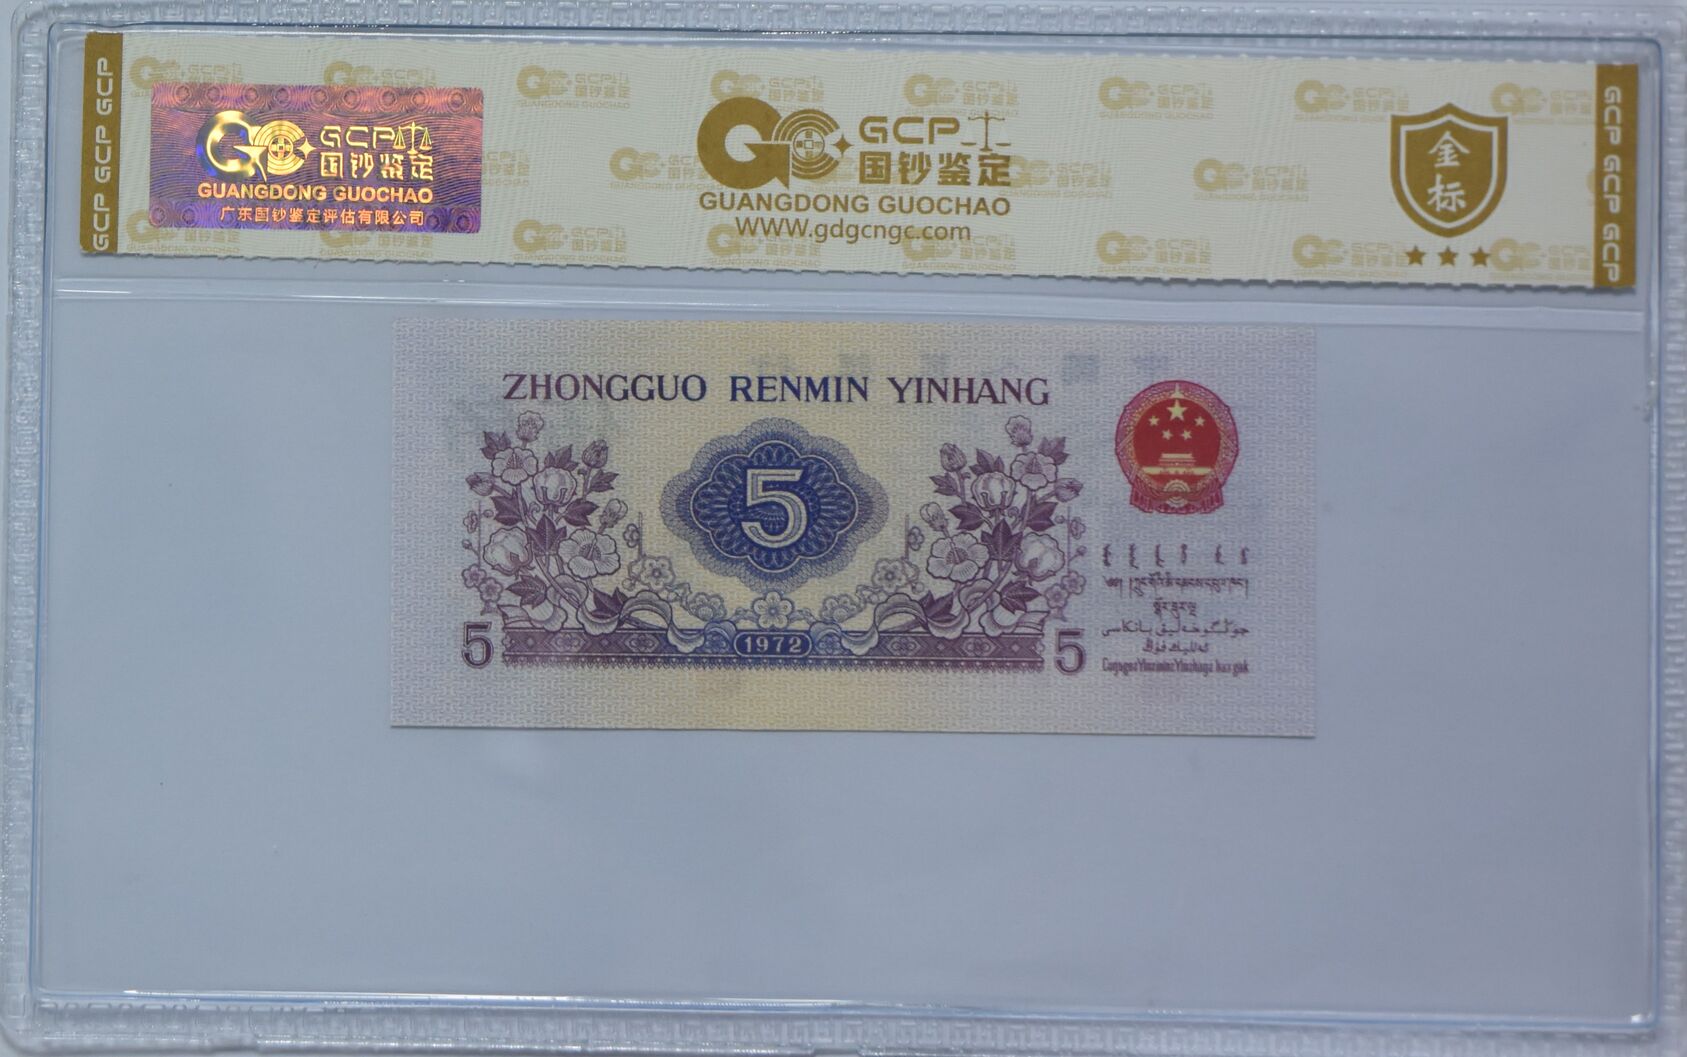 GCP GCP GCP
GCP
国钞鉴定
GUANGDONG GUOCHAO
广东国钞鉴定评估有限公司
GCP
国钞鉴定
GUANGDONG GUOCHAO
WWW.gdgcngc.com
金
标
GCP GCP GCP
ZHONGGUO RENMIN YINHANG
5
5
1972
5